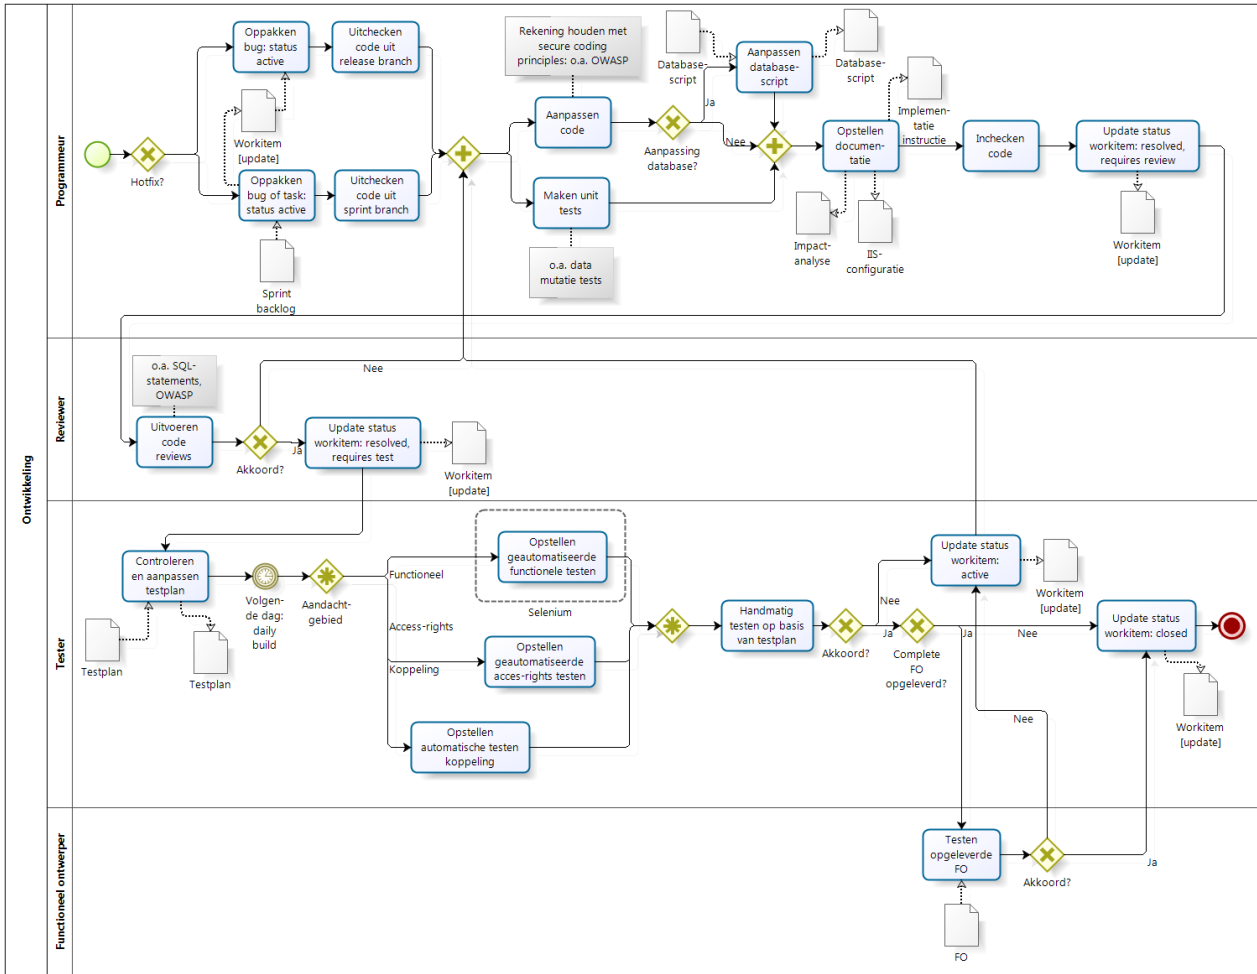 Ontwikkeling
Programmeur
Hotfix?
Oppakken
bug: status
active
Uitchecken
code uit
release branch
Workitem
[update]
Oppakken
bug of task:
status active
Uitchecken
code uit
sprint branch
Sprint
backlog
Rekening houden met
secure coding
principles: o.a. OWASP
Aanpassen
code
Maken unit
tests
o.a. data
mutatie tests
Database-
script
Aanpassing
database?
Ja
Nee
Aanpassen
database-
script
Database-
script
Opstellen
documen-
tatie
Implemen-
tatie
instructie
Impact-
analyse
IIS-
configuratie
Inchecken
code
Update status
workitem: resolved,
requires review
Workitem
[update]
Reviewer
o.a. SQL-
statements,
OWASP
Uitvoeren
code
reviews
Akkoord?
Nee
Ja
Update status
workitem: resolved,
requires test
Workitem
[update]
Tester
Controleren
en aanpassen
testplan
Testplan
Testplan
Volgen-
de dag:
daily
build
Aandacht-
gebied
Functioneel
Access-rights
Koppeling
Opstellen
geautomatiseerde
functionele testen
Selenium
Opstellen
geautomatiseerde
acces-rights testen
Opstellen
automatische testen
koppeling
Handmatig
testen op basis
van testplan
Akkoord?
Nee
Ja
Complete
FO
opgeleverd?
Ja
Nee
Update status
workitem:
active
Workitem
[update]
Update status
workitem: closed
Workitem
[update]
Nee
Functioneel ontwerper
Testen
opgeleverde
FO
FO
Akkoord?
Ja